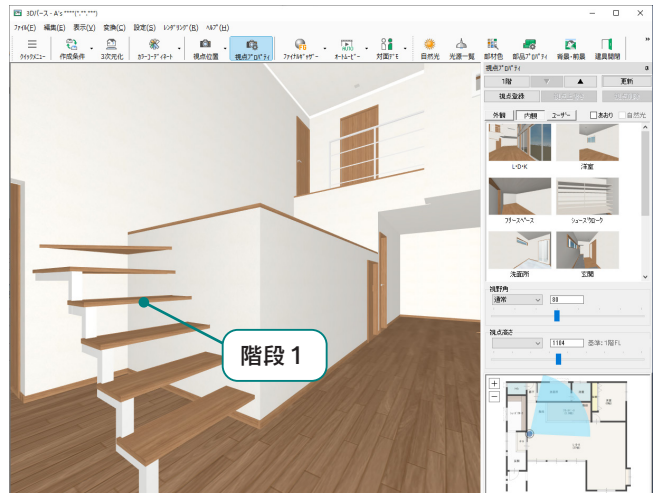 3Dパース - A's ****(*.**.***)
ファイル(F) 編集(E) 表示(V) 変換(C) 設定(S) レンダリング(R) ヘルプ(H)
クイックメニュー 作成条件 3次元化 カラーコーディネート 視点位置 視点プロパティ ファイナルギャザー オートムービー 対面デモ 自然光 光源一覧 部材色 部品プロパティ 背景・前景 建具開閉
視点プロパティ
1階 ▼ ▲ 更新
視点登録
外観 内観 ユーザー あおり 自然光
L・D・K 洋室
フリースペース シューズクローク
洗面所 玄関
視野角
通常 80
視点高さ
1104 基準:1階FL
階段1